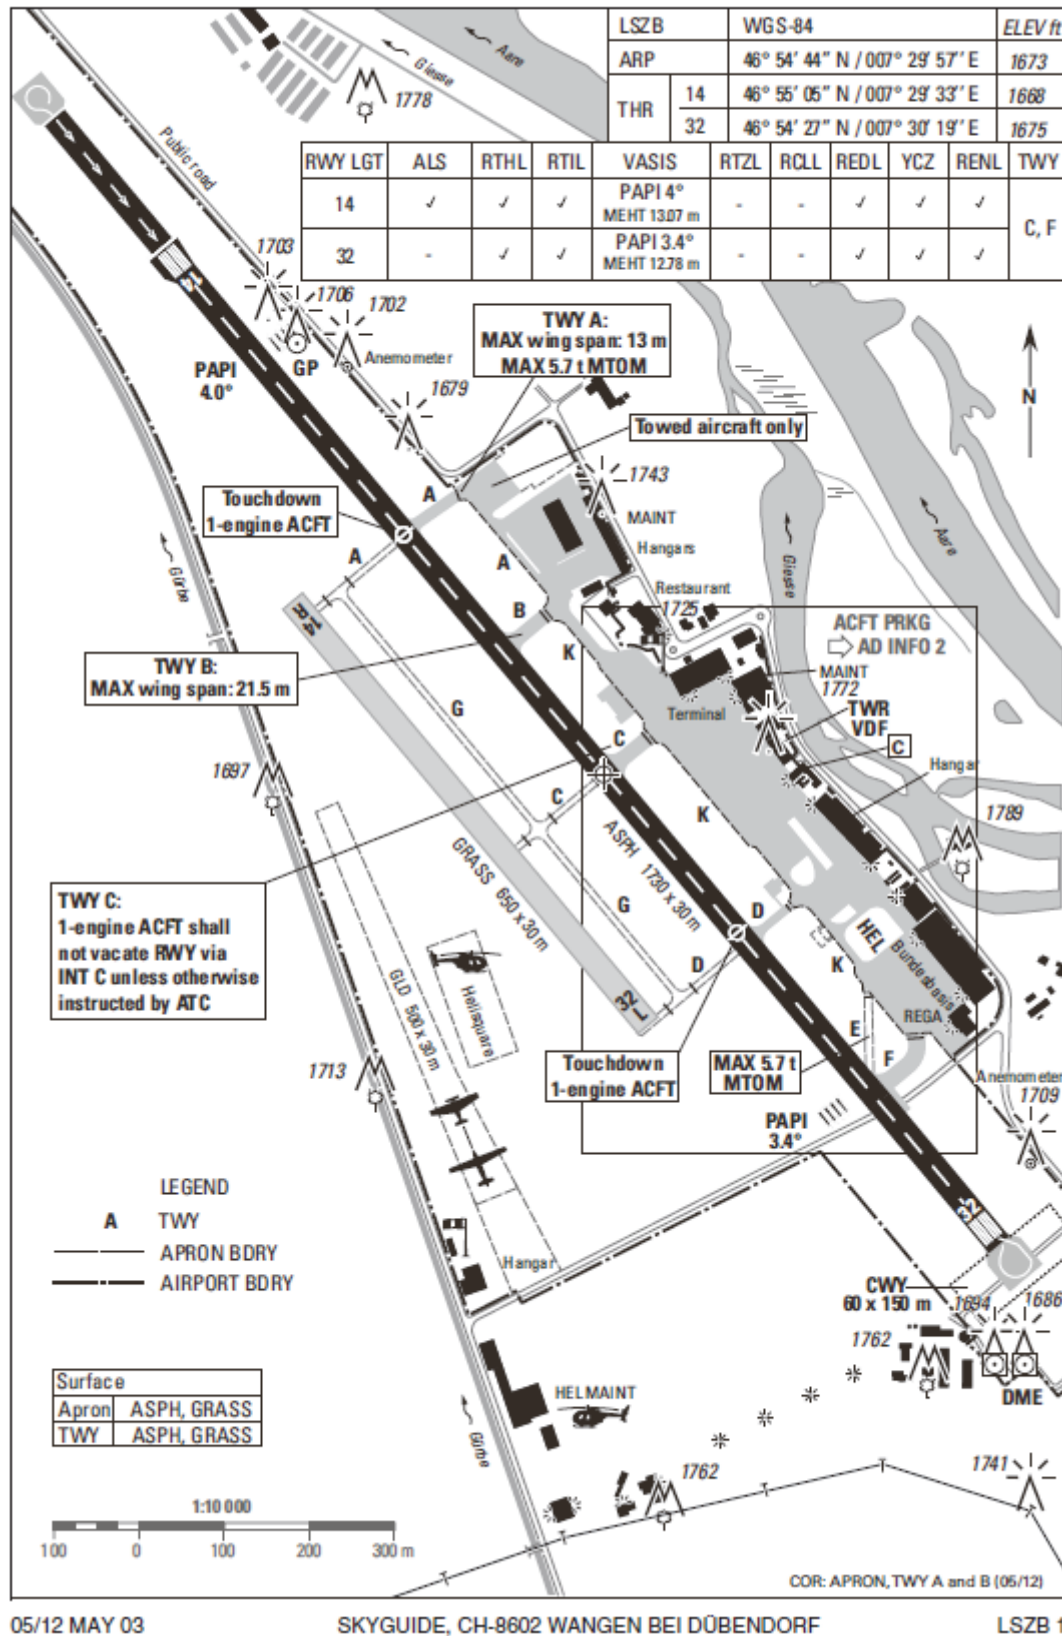 LSZB WGS-84 ELEV ft
ARP 46° 54' 44" N / 007° 29' 57" E 1673
THR 14 46° 55' 05" N / 007° 29' 33" E 1668
32 46° 54' 27" N / 007° 30' 19" E 1675
RWY LGT ALS RTHL RTIL VASIS RTZL RCLL REDL YCZ RENL TWY
14 ✓ ✓ ✓ PAPI 4° - - ✓ ✓ ✓ C, F
MEHT 13.07 m
32 - ✓ ✓ PAPI 3.4° - - ✓ ✓ ✓
MEHT 12.78 m
Aare
Giesse
1778
Public road
1703
1706
1702
14
GP
Anemometer
PAPI
4.0°
1679
TWY A:
MAX wing span: 13 m
MAX 5.7 t MTOM
N
Towed aircraft only
1743
MAINT
Hangars
Touchdown
1-engine ACFT
A
A
A
Gürbe
Giesse
Aare
Restaurant
1725
14R
B
K
ACFT PRKG
AD INFO 2
TWY B:
MAX wing span: 21.5 m
MAINT
1772
TWR
VDF
Terminal
C
G
C
Hangar
1697
C
K
ASPH 1730 x 30 m
GRASS 650 x 30 m
1789
TWY C:
1-engine ACFT shall
not vacate RWY via
INT C unless otherwise
instructed by ATC
G
D
D
HEL
K
Bundesbasis
REGA
GLD 500 x 30 m
Helisquare
32
L
E
F
1713
Touchdown
1-engine ACFT
MAX 5.7 t
MTOM
PAPI
3.4°
Anemometer
1709
32
LEGEND
A TWY
APRON BDRY
AIRPORT BDRY
Hangar
CWY
60 x 150 m
1694
1686
1762
DME
Surface
Apron ASPH, GRASS
TWY ASPH, GRASS
HEL MAINT
Gürbe
1762
1741
1:10 000
100 0 100 200 300 m
COR: APRON, TWY A and B (05/12)
05/12 MAY 03 SKYGUIDE, CH-8602 WANGEN BEI DÜBENDORF LSZB 1